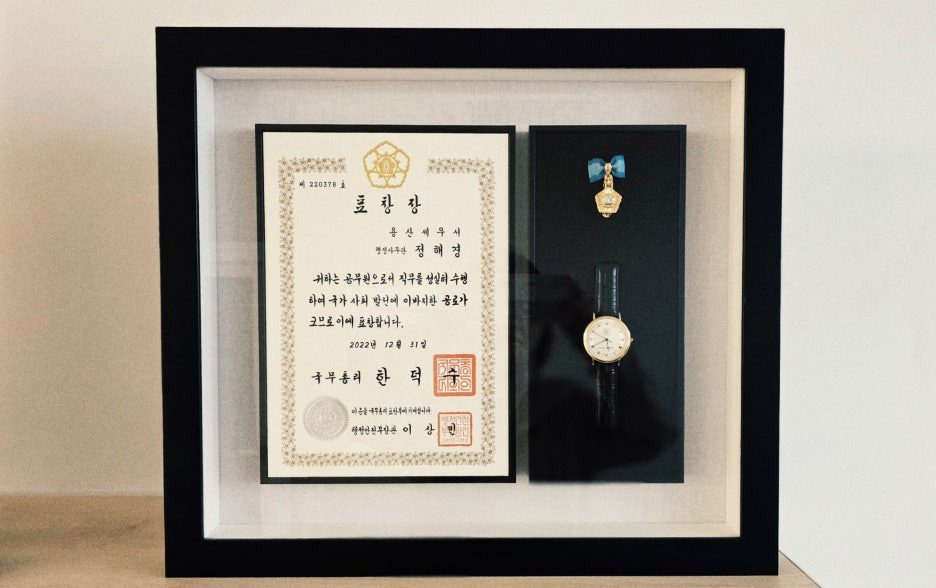 제 220378 호
표 창 장
용 산 세 무 서
행정사무관 정 해 경
귀하는 공무원으로서 직무를 성실히 수행
하여 국가 사회 발전에 이바지한 공로가
크므로 이에 표창합니다.
2022년 12월 31일
국무총리 한 덕 수
이 증을 국무총리 표창부에 기재합니다
행정안전부장관 이 상 민